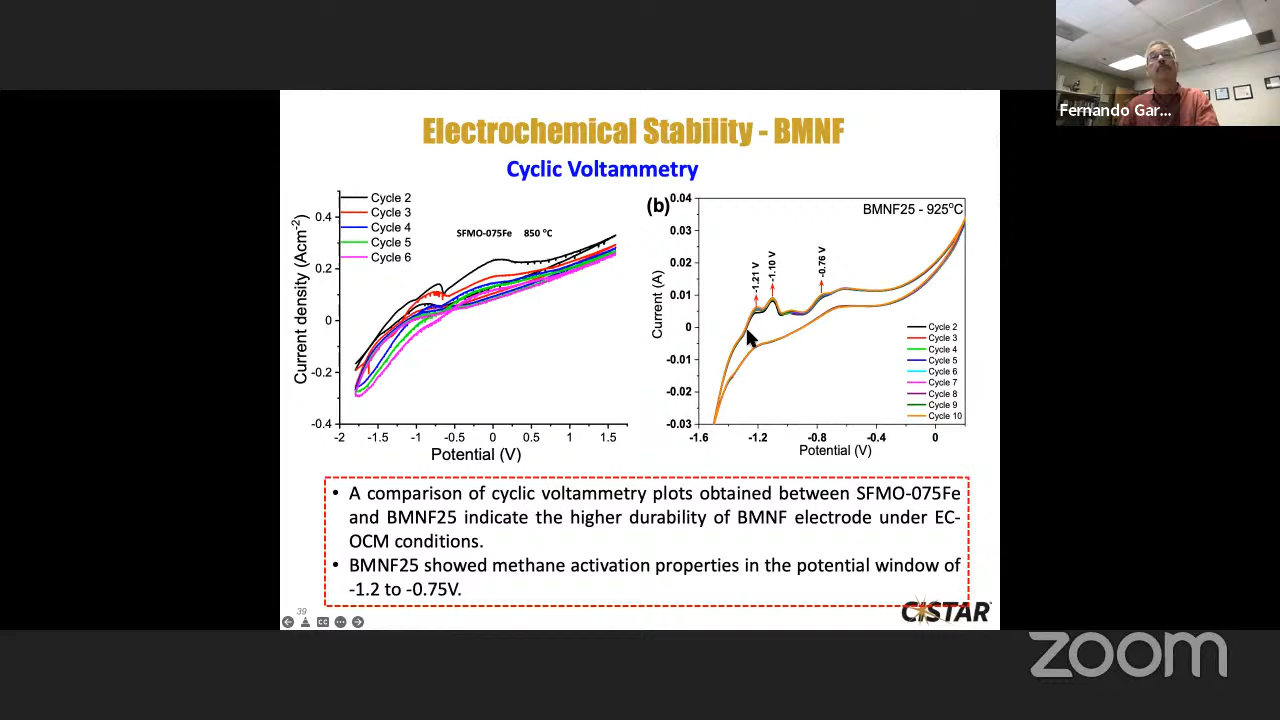 Fernando Gar...
Electrochemical Stability - BMNF
Cyclic Voltammetry
Cycle 2
Cycle 3
Cycle 4
Cycle 5
Cycle 6
SFMO-075Fe 850 °C
Current density (Acm⁻²)
0.4
0.2
0
-0.2
-0.4
-2 -1.5 -1 -0.5 0 0.5 1 1.5
Potential (V)
(b)
BMNF25 - 925°C
-1.21 V
-1.10 V
-0.76 V
Current (A)
0.04
0.03
0.02
0.01
0
-0.01
-0.02
-0.03
Cycle 2
Cycle 3
Cycle 4
Cycle 5
Cycle 6
Cycle 7
Cycle 8
Cycle 9
Cycle 10
-1.6 -1.2 -0.8 -0.4 0
Potential (V)
• A comparison of cyclic voltammetry plots obtained between SFMO-075Fe
and BMNF25 indicate the higher durability of BMNF electrode under EC-
OCM conditions.
• BMNF25 showed methane activation properties in the potential window of
-1.2 to -0.75V.
39
CC
CISTAR
zoom